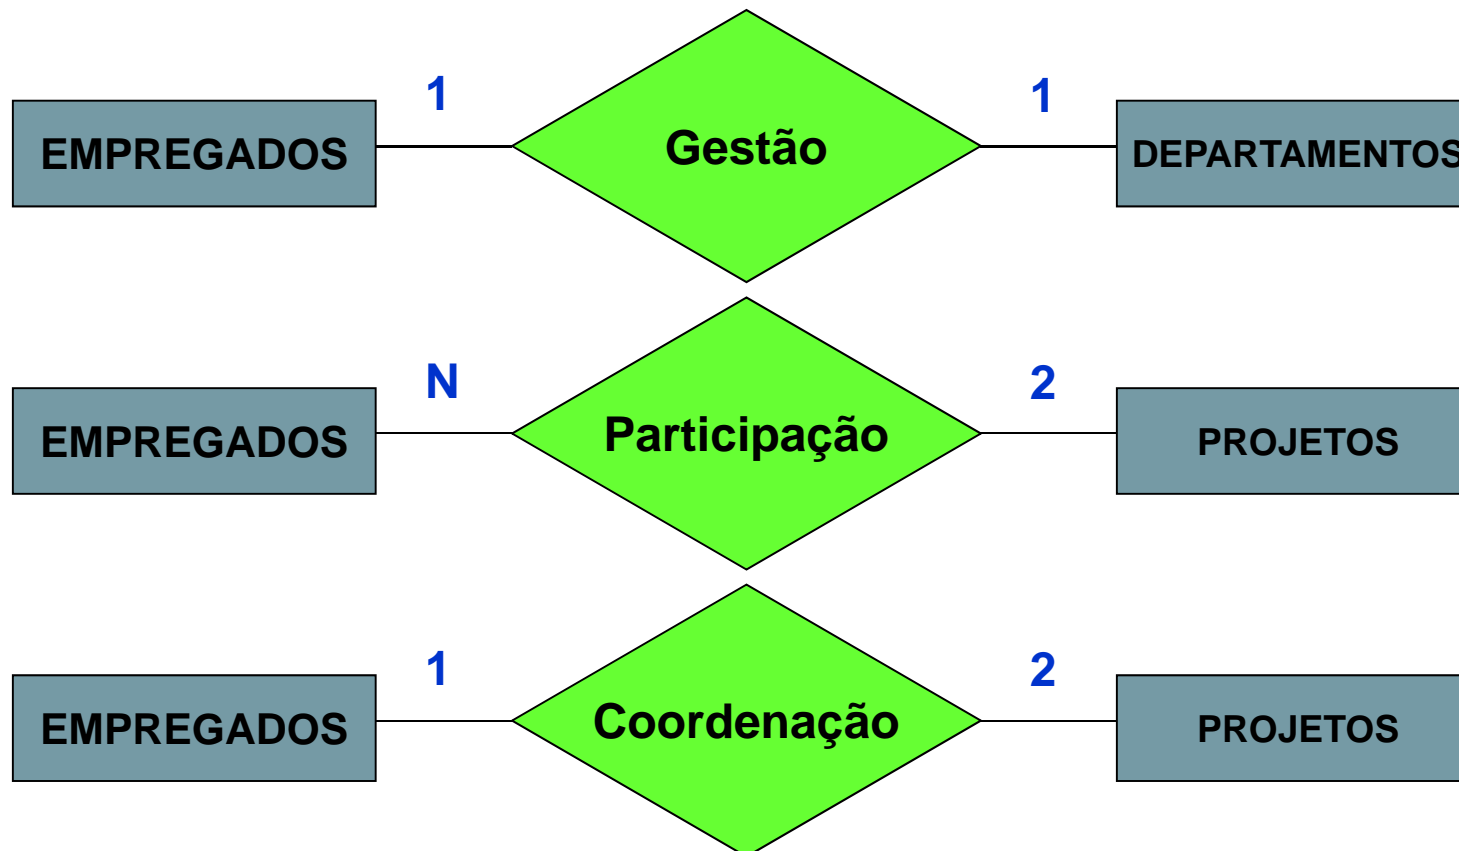 1 1
EMPREGADOS Gestão DEPARTAMENTOS
N 2
EMPREGADOS Participação PROJETOS
1 2
EMPREGADOS Coordenação PROJETOS